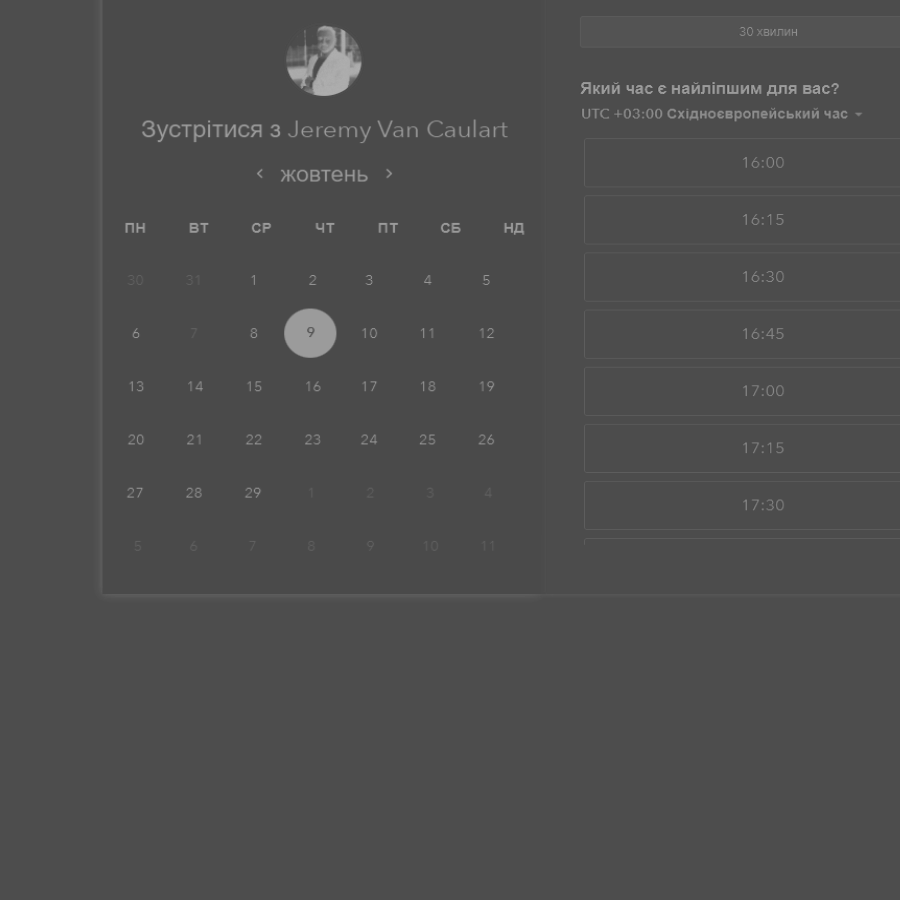 Зустрітися з Jeremy Van Caulart
жовтень
ПН ВТ СР ЧТ ПТ СБ НД
30 31 1 2 3 4 5
6 7 8 9 10 11 12
13 14 15 16 17 18 19
20 21 22 23 24 25 26
27 28 29 1 2 3 4
5 6 7 8 9 10 11
30 хвилин
Який час є найліпшим для вас?
UTC +03:00 Східноєвропейський час
16:00
16:15
16:30
16:45
17:00
17:15
17:30